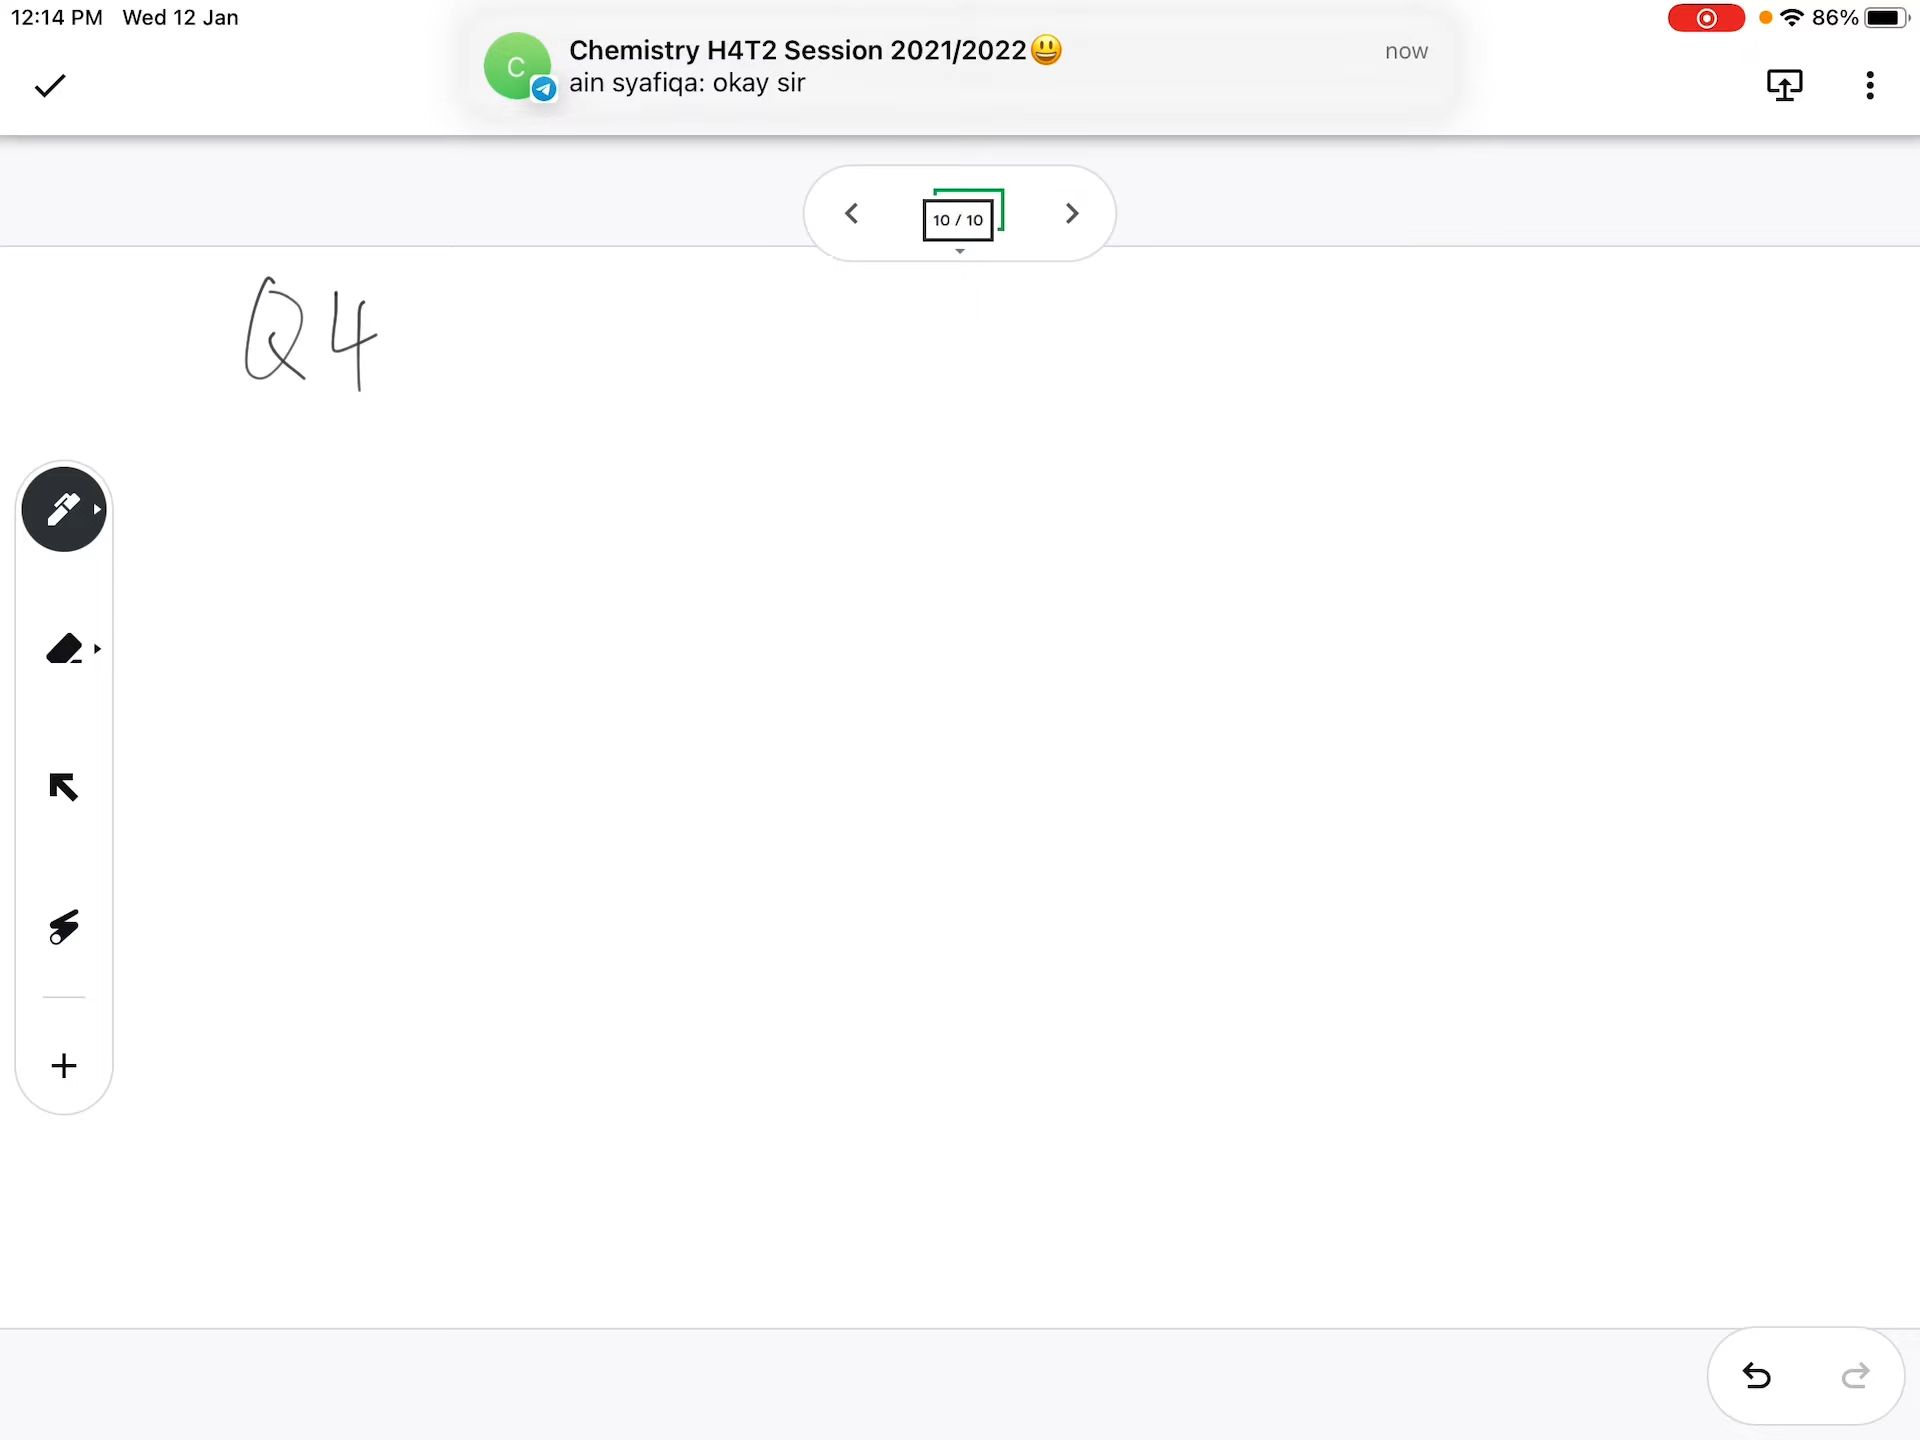 12:14 PM Wed 12 Jan
86%
C
Chemistry H4T2 Session 2021/2022😃
now
ain syafiqa: okay sir
10 / 10
Q4